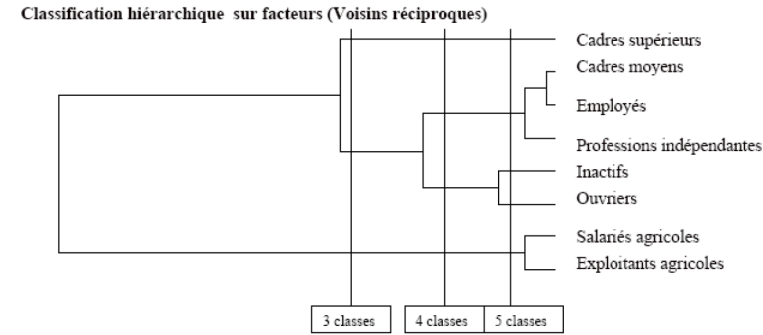 Classification hiérarchique sur facteurs (Voisins réciproques)
Cadres supérieurs
Cadres moyens
Employés
Professions indépendantes
Inactifs
Ouvriers
Salariés agricoles
Exploitants agricoles
3 classes
4 classes
5 classes